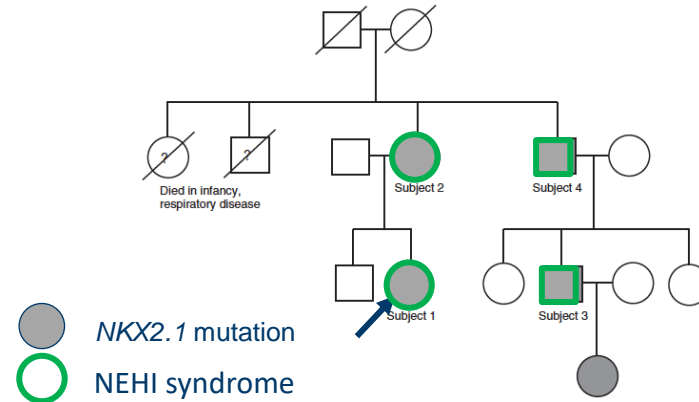 ?
?
Died in infancy,
respiratory disease
Subject 2
Subject 4
Subject 1
Subject 3
NKX2.1 mutation
NEHI syndrome